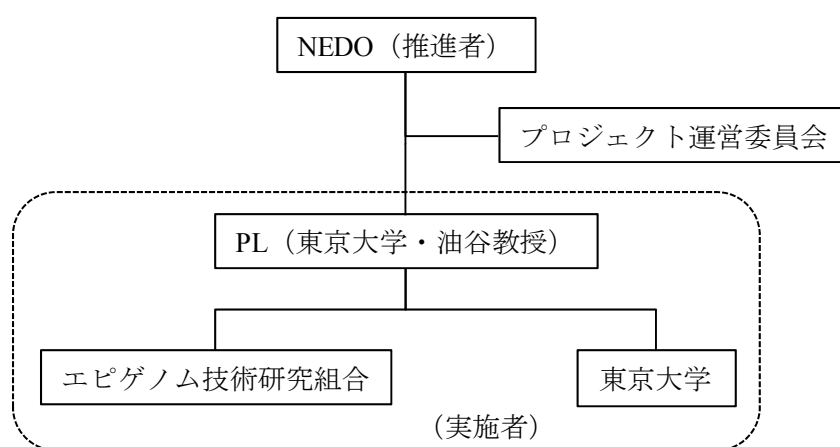 NEDO（推進者）
プロジェクト運営委員会
PL（東京大学・油谷教授）
エピゲノム技術研究組合
東京大学
（実施者）